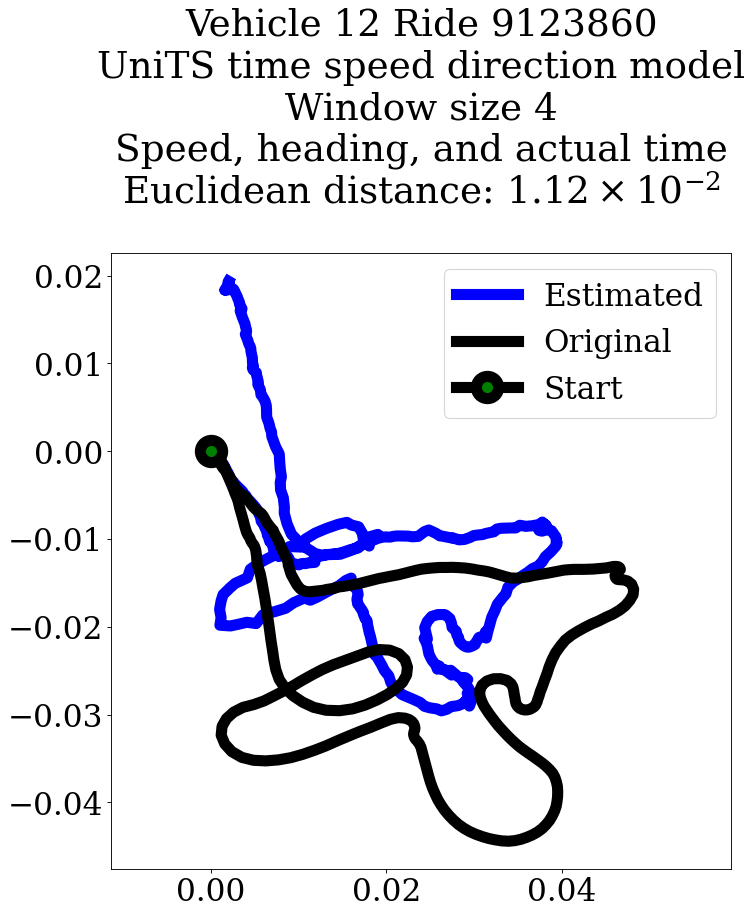 Vehicle 12 Ride 9123860
UniTS time speed direction model
Window size 4
Speed, heading, and actual time
Euclidean distance: 1.12 × 10⁻²
0.02
0.01
0.00
−0.01
−0.02
−0.03
−0.04
Estimated
Original
Start
0.00 0.02 0.04